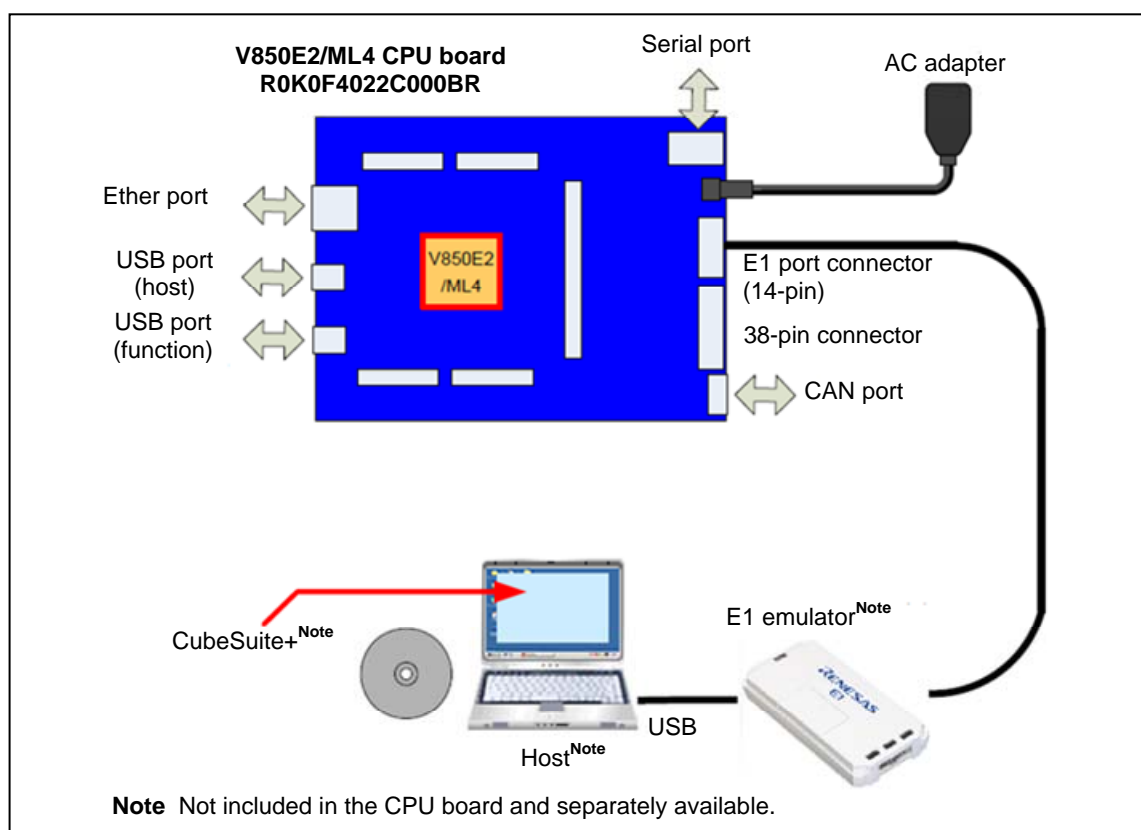 V850E2/ML4 CPU board
R0K0F4022C000BR
Serial port
AC adapter
Ether port
USB port
(host)
USB port
(function)
V850E2
/ML4
E1 port connector
(14-pin)
38-pin connector
CAN port
CubeSuite+Note
E1 emulatorNote
RENESAS
E1
USB
HostNote
Note Not included in the CPU board and separately available.